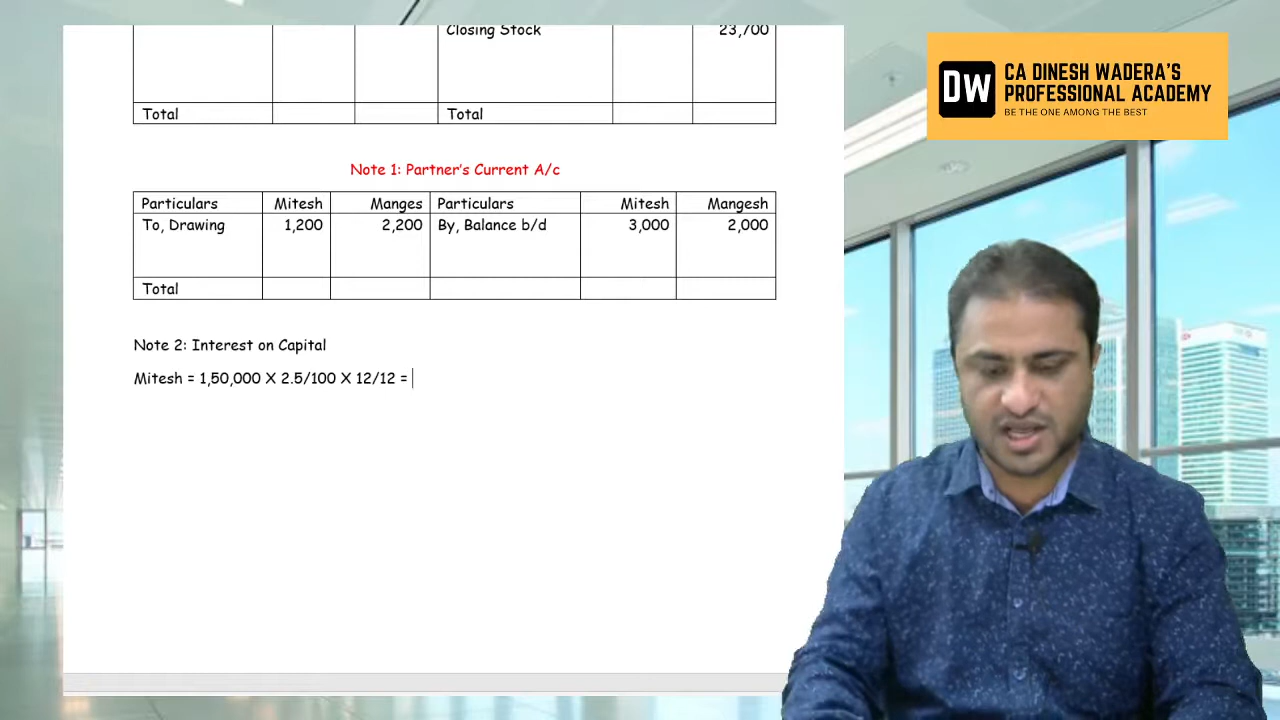 Closing Stock 23,700
Total Total
Note 1: Partner's Current A/c
Particulars Mitesh Manges Particulars Mitesh Mangesh
To, Drawing 1,200 2,200 By, Balance b/d 3,000 2,000
Total
Note 2: Interest on Capital
Mitesh = 1,50,000 X 2.5/100 X 12/12 =
DW
CA DINESH WADERA'S
PROFESSIONAL ACADEMY
BE THE ONE AMONG THE BEST